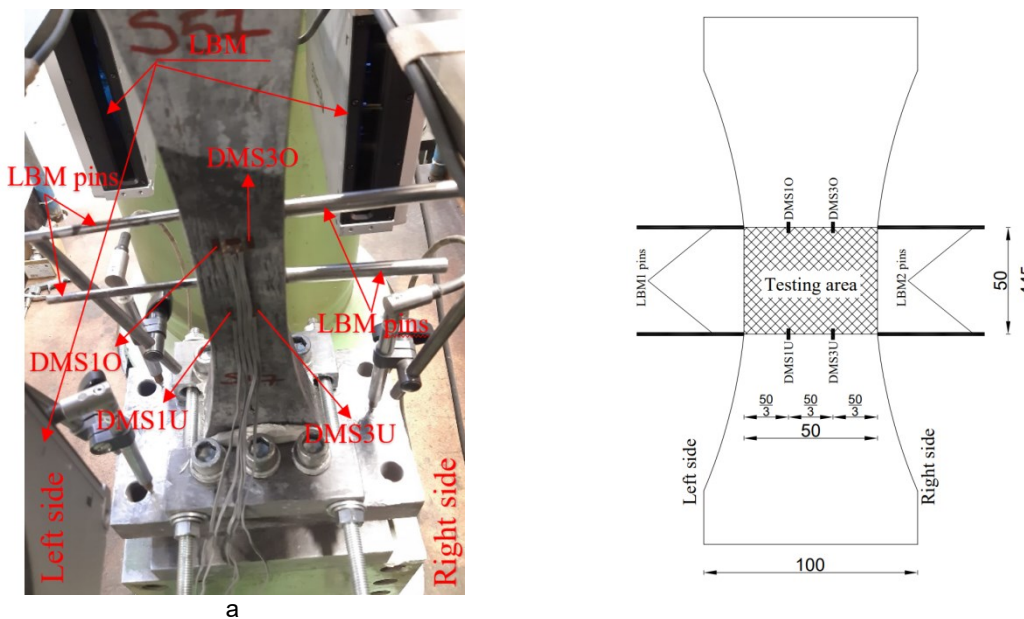 S57
LBM
DMS3O
LBM pins
LBM pins
DMS1O
DMS1U
DMS3U
Left side
Right side
a
DMS1O
DMS3O
LBM1 pins
Testing area
LBM2 pins
50
DMS1U
DMS3U
50/3
50/3
50/3
50
Left side
Right side
100